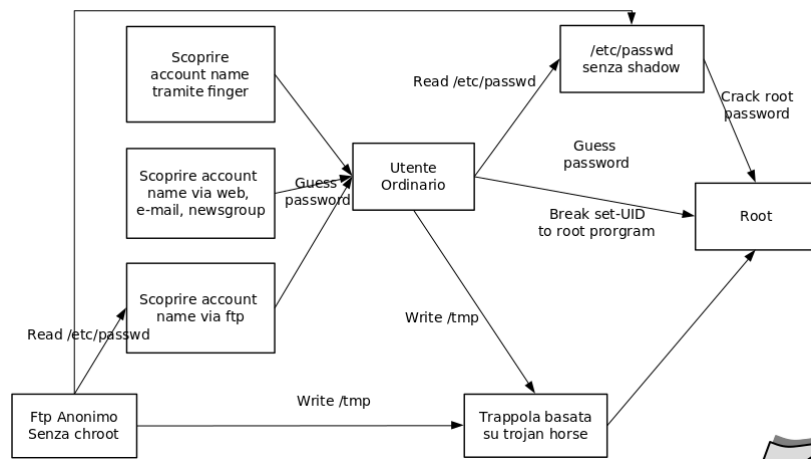 Scoprire
account name
tramite finger
/etc/passwd
senza shadow
Read /etc/passwd
Crack root
password
Scoprire account
name via web,
e-mail, newsgroup
Guess
password
Utente
Ordinario
Guess
password
Break set-UID
to root prorgram
Root
Scoprire account
name via ftp
Read /etc/passwd
Write /tmp
Ftp Anonimo
Senza chroot
Write /tmp
Trappola basata
su trojan horse